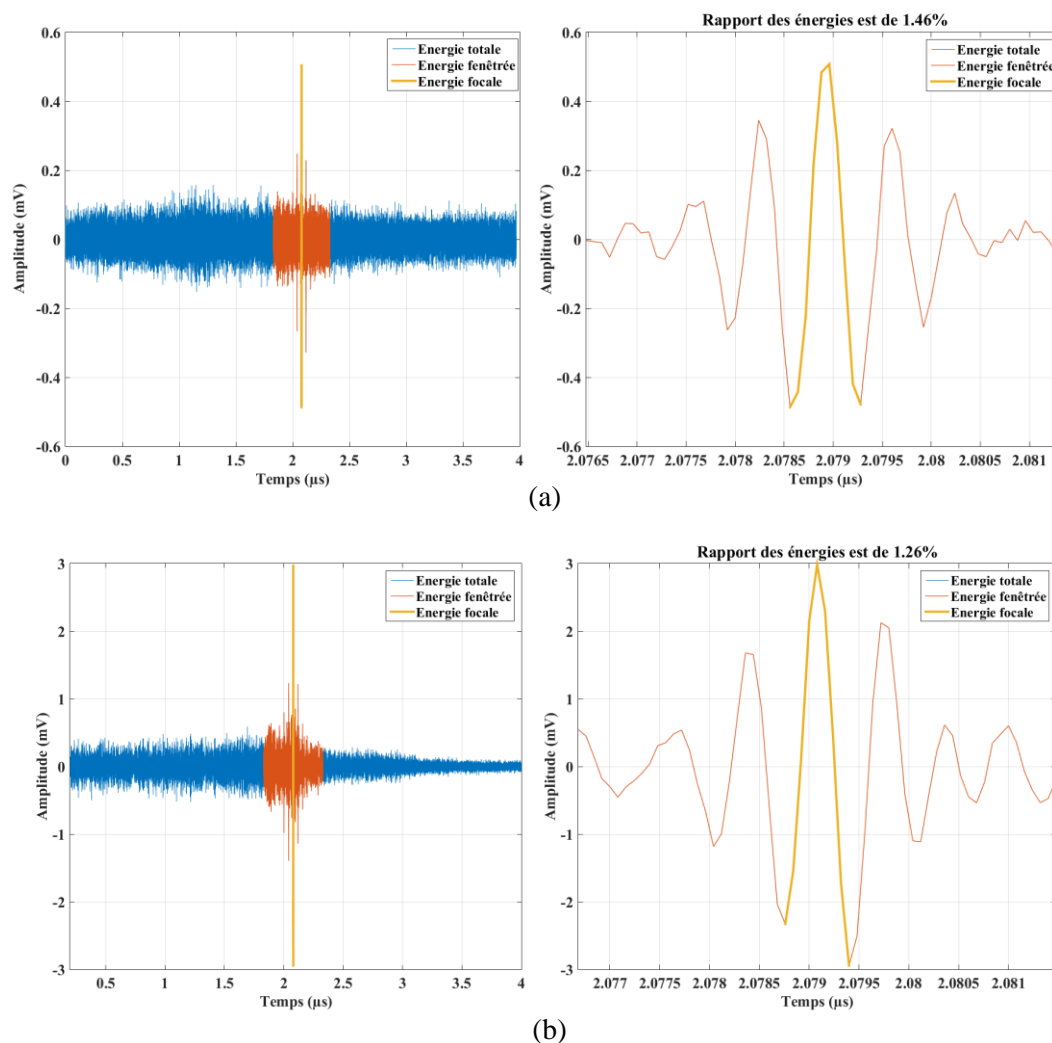 Energie totale
Energie fenêtrée
Energie focale
Amplitude (mV)
0.6
0.4
0.2
0
-0.2
-0.4
-0.6
0 0.5 1 1.5 2 2.5 3 3.5 4
Temps (µs)
Rapport des énergies est de 1.46%
Energie totale
Energie fenêtrée
Energie focale
Amplitude (mV)
0.6
0.4
0.2
0
-0.2
-0.4
-0.6
2.0765 2.077 2.0775 2.078 2.0785 2.079 2.0795 2.08 2.0805 2.081
Temps (µs)
(a)
Energie totale
Energie fenêtrée
Energie focale
Amplitude (mV)
3
2
1
0
-1
-2
-3
0.5 1 1.5 2 2.5 3 3.5 4
Temps (µs)
Rapport des énergies est de 1.26%
Energie totale
Energie fenêtrée
Energie focale
Amplitude (mV)
3
2
1
0
-1
-2
-3
2.077 2.0775 2.078 2.0785 2.079 2.0795 2.08 2.0805 2.081
Temps (µs)
(b)